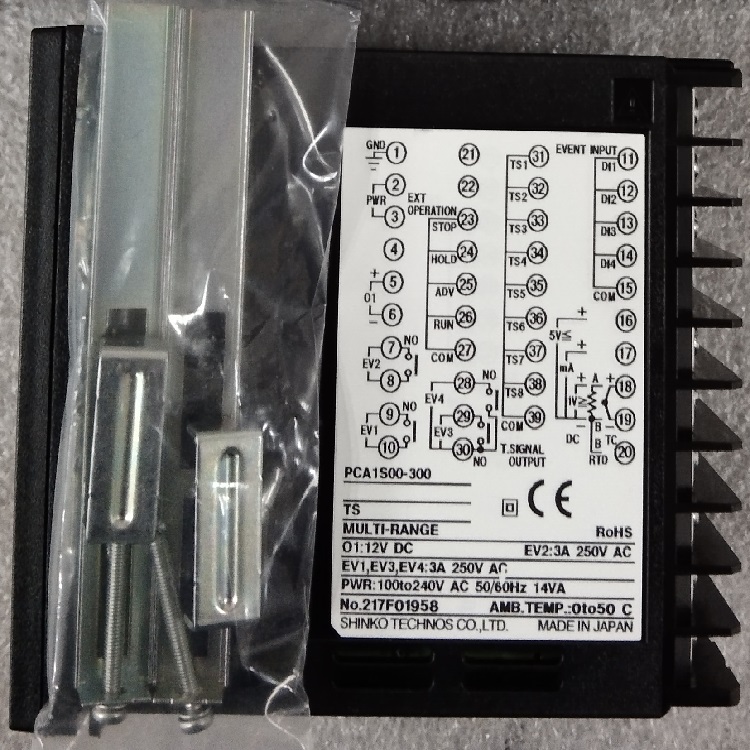 GND 1 21 TS1 31 EVENT INPUT DI1 11
2 22 TS2 32 DI2 12
PWR 3 EXT OPERATION STOP 23 TS3 33 DI3 13
4 HOLD 24 TS4 34 DI4 14
+ 5 ADV 25 TS5 35 COM 15
O1
- 6 RUN 26 TS6 36 + 16
5V≤
7 NO COM 27 TS7 37 + mA 17
EV2
8 28 NO TS8 38 + 1V≥ A + 18
EV4
9 NO 29 COM 39 - B - 19
EV1 EV3 DC TC
10 30 NO T.SIGNAL OUTPUT B RTD 20
PCA1S00-300
TS
CE
MULTI-RANGE RoHS
O1:12V DC EV2:3A 250V AC
EV1,EV3,EV4:3A 250V AC
PWR:100to240V AC 50/60Hz 14VA
No.217F01958 AMB.TEMP.:0to50 C
SHINKO TECHNOS CO.,LTD. MADE IN JAPAN